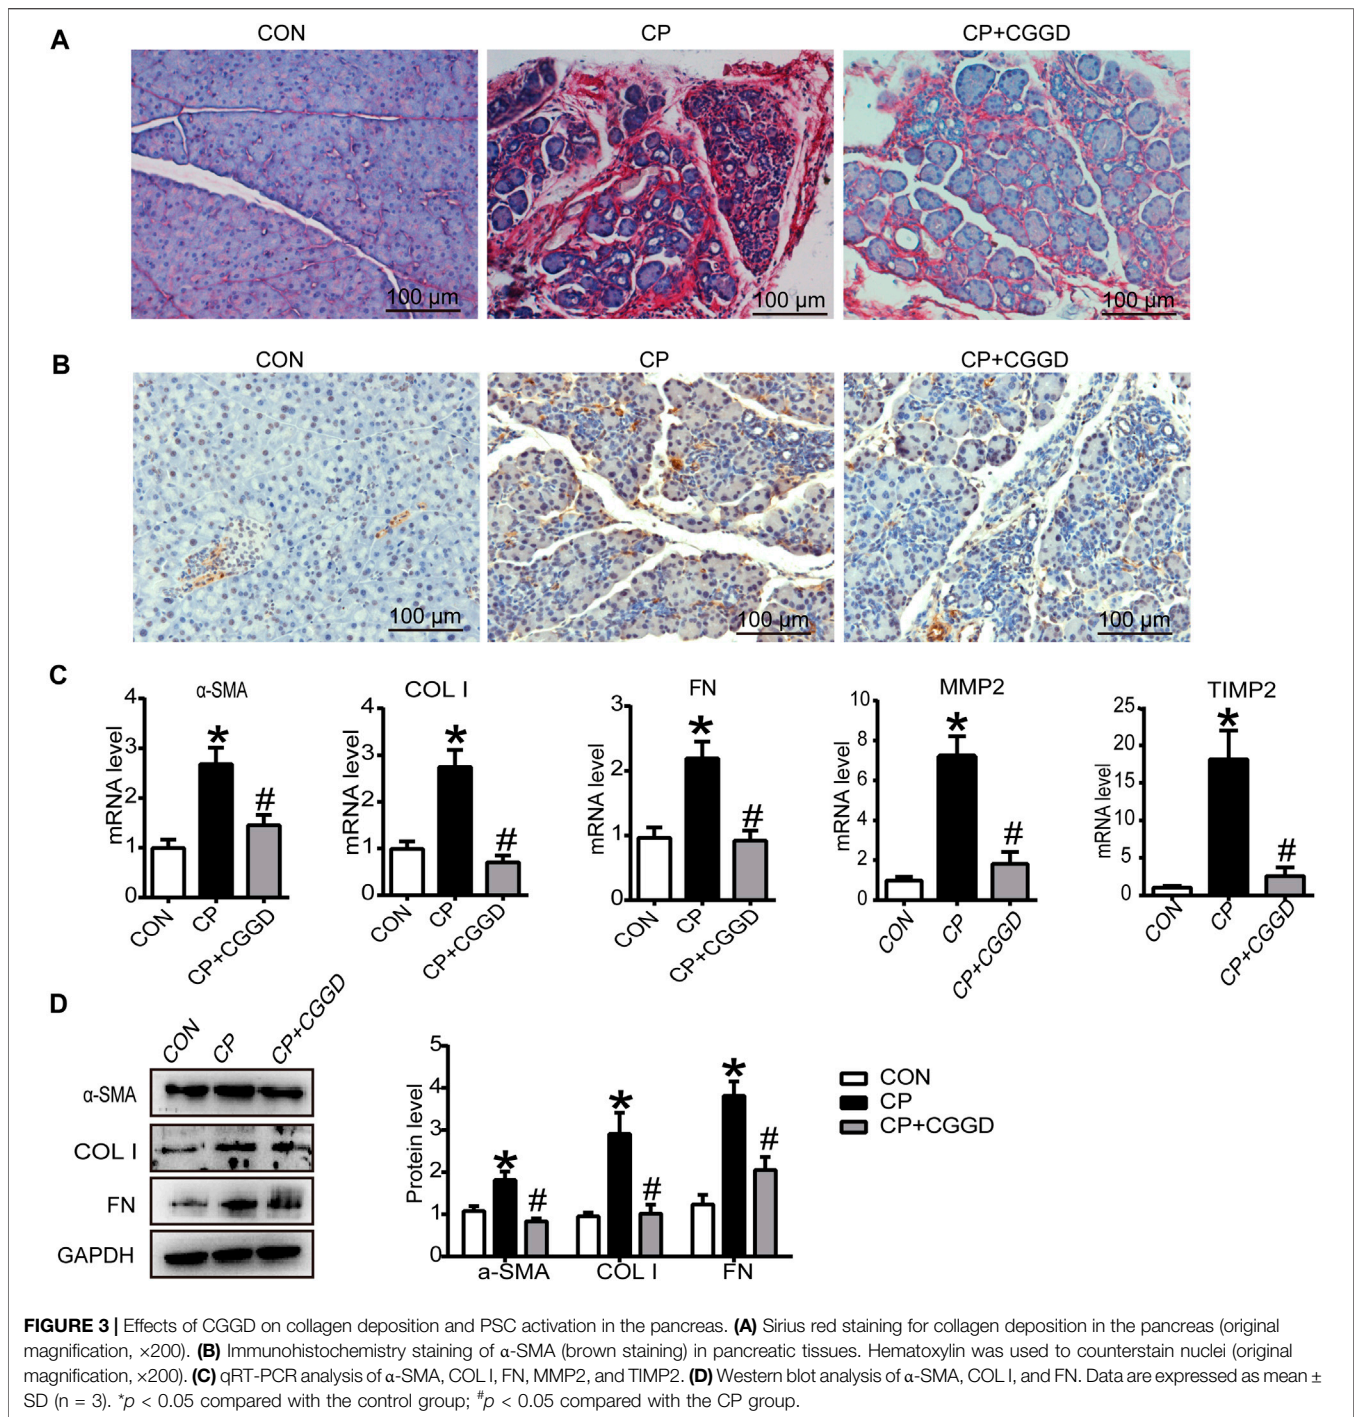 A
CON
CP
CP+CGGD
100 µm
100 µm
100 µm
B
CON
CP
CP+CGGD
100 µm
100 µm
100 µm
C
α-SMA
mRNA level
4
3
2
1
0
*
#
CON
CP
CP+CGGD
COL I
mRNA level
4
3
2
1
0
*
#
CON
CP
CP+CGGD
FN
mRNA level
3
2
1
0
*
#
CON
CP
CP+CGGD
MMP2
mRNA level
10
8
6
4
2
0
*
#
CON
CP
CP+CGGD
TIMP2
mRNA level
25
20
15
10
5
0
*
#
CON
CP
CP+CGGD
D
CON
CP
CP+CGGD
α-SMA
COL I
FN
GAPDH
Protein level
5
4
3
2
1
0
*
#
*
#
*
#
a-SMA
COL I
FN
CON
CP
CP+CGGD
FIGURE 3 | Effects of CGGD on collagen deposition and PSC activation in the pancreas. (A) Sirius red staining for collagen deposition in the pancreas (original
magnification, ×200). (B) Immunohistochemistry staining of α-SMA (brown staining) in pancreatic tissues. Hematoxylin was used to counterstain nuclei (original
magnification, ×200). (C) qRT-PCR analysis of α-SMA, COL I, FN, MMP2, and TIMP2. (D) Western blot analysis of α-SMA, COL I, and FN. Data are expressed as mean ±
SD (n = 3). *p < 0.05 compared with the control group; #p < 0.05 compared with the CP group.